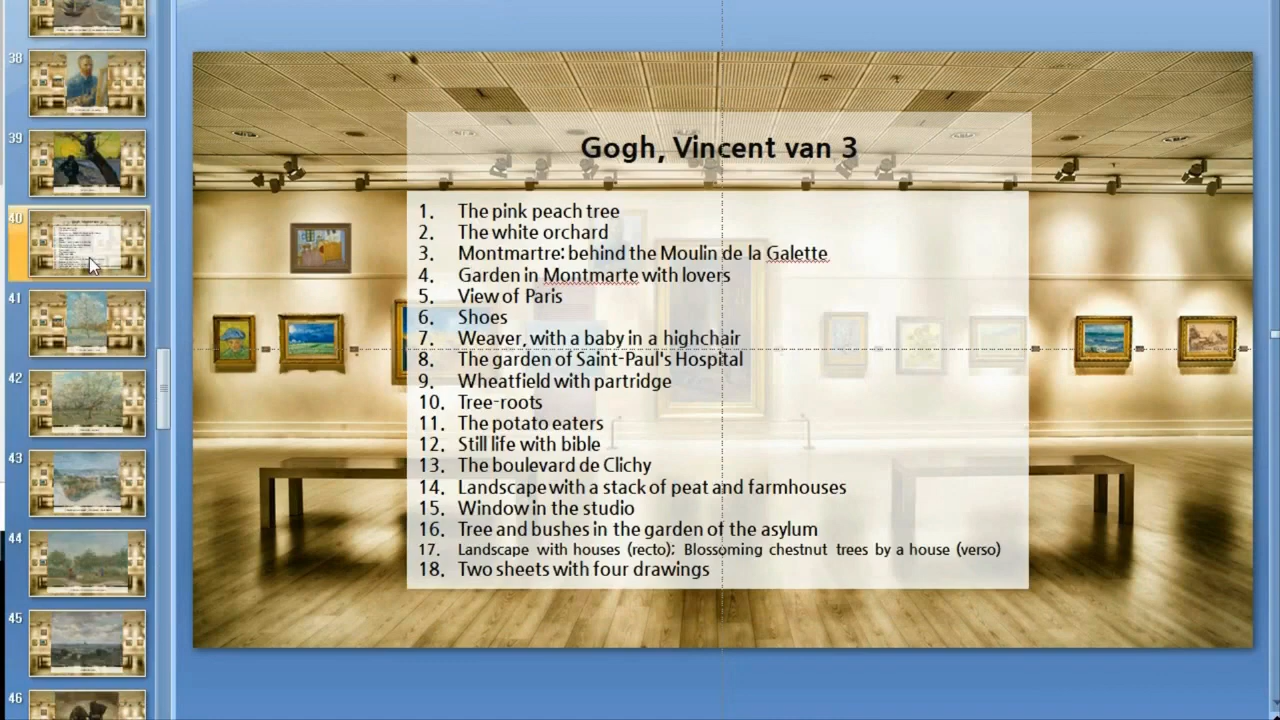 38
39
40
41
42
43
44
45
46
Gogh, Vincent van 3
1. The pink peach tree
2. The white orchard
3. Montmartre: behind the Moulin de la Galette
4. Garden in Montmarte with lovers
5. View of Paris
6. Shoes
7. Weaver, with a baby in a highchair
8. The garden of Saint-Paul's Hospital
9. Wheatfield with partridge
10. Tree-roots
11. The potato eaters
12. Still life with bible
13. The boulevard de Clichy
14. Landscape with a stack of peat and farmhouses
15. Window in the studio
16. Tree and bushes in the garden of the asylum
17. Landscape with houses (recto); Blossoming chestnut trees by a house (verso)
18. Two sheets with four drawings